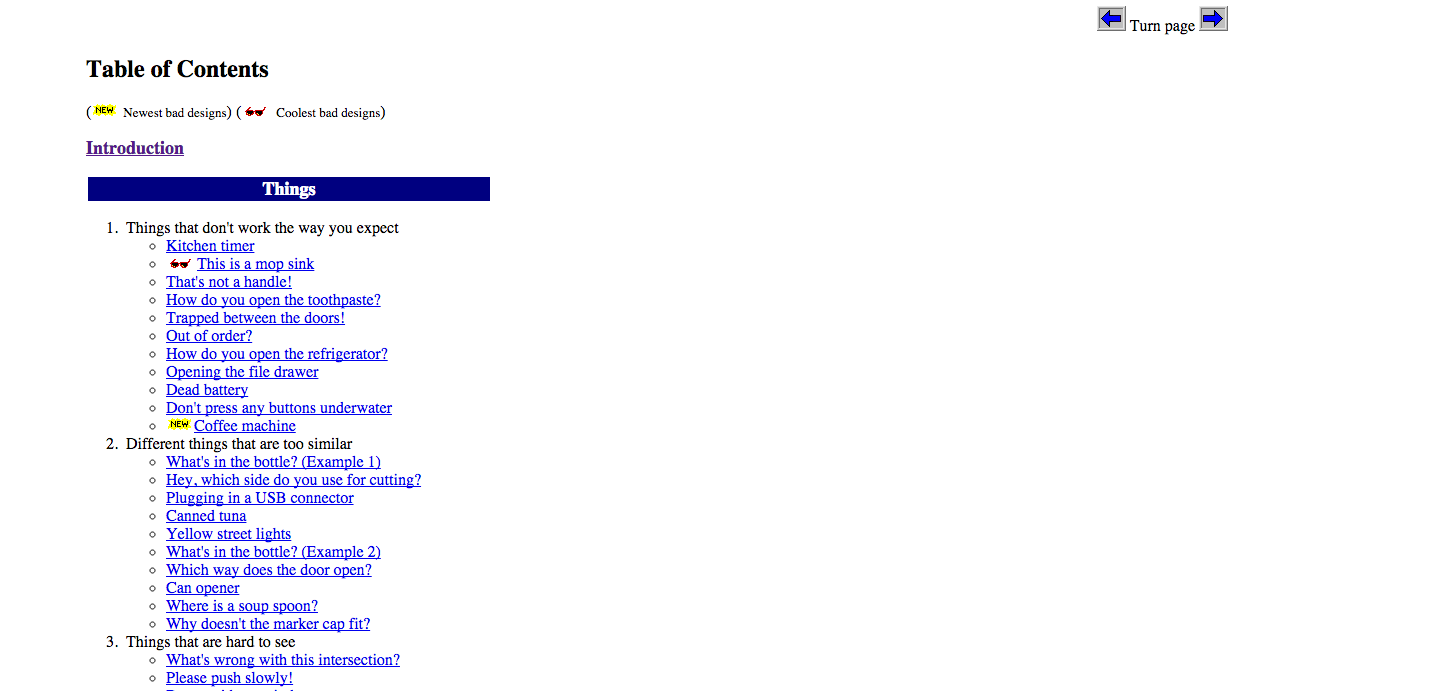 Turn page
Table of Contents
(NEW Newest bad designs) ( Coolest bad designs)
Introduction
Things
1. Things that don't work the way you expect
Kitchen timer
This is a mop sink
That's not a handle!
How do you open the toothpaste?
Trapped between the doors!
Out of order?
How do you open the refrigerator?
Opening the file drawer
Dead battery
Don't press any buttons underwater
NEW Coffee machine
2. Different things that are too similar
What's in the bottle? (Example 1)
Hey, which side do you use for cutting?
Plugging in a USB connector
Canned tuna
Yellow street lights
What's in the bottle? (Example 2)
Which way does the door open?
Can opener
Where is a soup spoon?
Why doesn't the marker cap fit?
3. Things that are hard to see
What's wrong with this intersection?
Please push slowly!